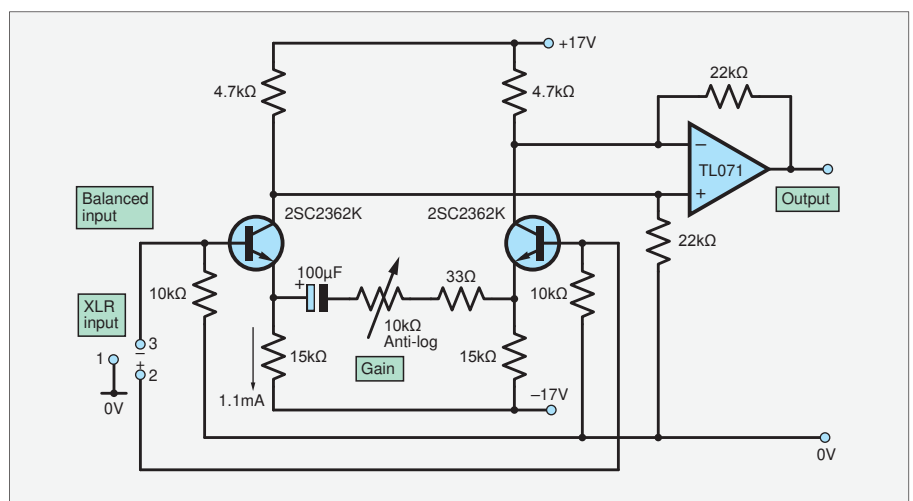 +17V
4.7kΩ
4.7kΩ
22kΩ
–
TL071
+
Output
Balanced
input
2SC2362K
2SC2362K
22kΩ
100µF
+
33Ω
10kΩ
10kΩ
XLR
input
10kΩ
Anti-log
15kΩ
15kΩ
Gain
3
–
1
+
2
1.1mA
0V
–17V
0V